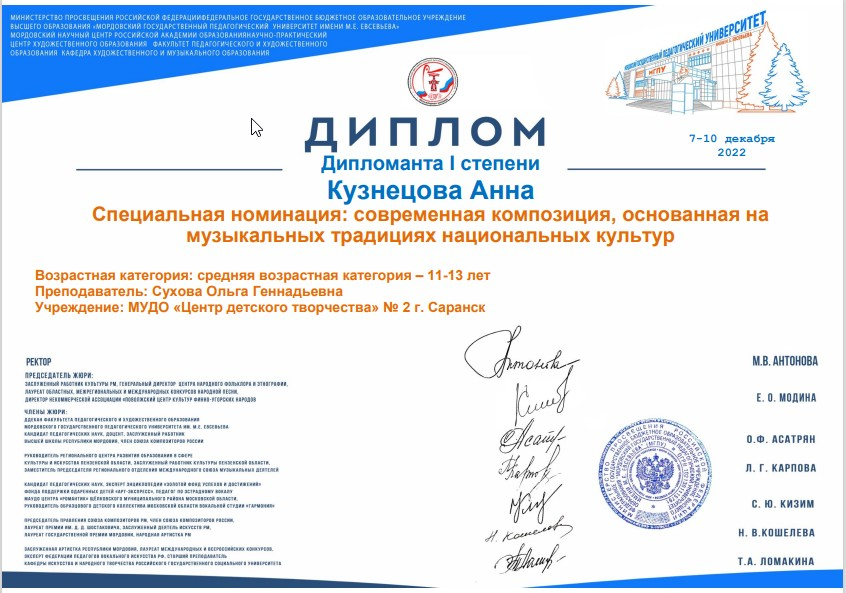 МИНИСТЕРСТВО ПРОСВЕЩЕНИЯ РОССИЙСКОЙ ФЕДЕРАЦИИФЕДЕРАЛЬНОЕ ГОСУДАРСТВЕННОЕ БЮДЖЕТНОЕ ОБРАЗОВАТЕЛЬНОЕ УЧРЕЖДЕНИЕ
ВЫСШЕГО ОБРАЗОВАНИЯ «МОРДОВСКИЙ ГОСУДАРСТВЕННЫЙ ПЕДАГОГИЧЕСКИЙ УНИВЕРСИТЕТ ИМЕНИ М.Е. ЕВСЕВЬЕВА»
МОРДОВСКИЙ НАУЧНЫЙ ЦЕНТР РОССИЙСКОЙ АКАДЕМИИ ОБРАЗОВАНИЯНАУЧНО-ПРАКТИЧЕСКИЙ
ЦЕНТР ХУДОЖЕСТВЕННОГО ОБРАЗОВАНИЯ ФАКУЛЬТЕТ ПЕДАГОГИЧЕСКОГО И ХУДОЖЕСТВЕННОГО
ОБРАЗОВАНИЯ КАФЕДРА ХУДОЖЕСТВЕННОГО И МУЗЫКАЛЬНОГО ОБРАЗОВАНИЯ
МГПУ
ДИПЛОМ
7-10 декабря
2022
Дипломанта I степени
Кузнецова Анна
Специальная номинация: современная композиция, основанная на
музыкальных традициях национальных культур
Возрастная категория: средняя возрастная категория – 11-13 лет
Преподаватель: Сухова Ольга Геннадьевна
Учреждение: МУДО «Центр детского творчества» № 2 г. Саранск
РЕКТОР
М.В. АНТОНОВА
ПРЕДСЕДАТЕЛЬ ЖЮРИ:
ЗАСЛУЖЕННЫЙ РАБОТНИК КУЛЬТУРЫ РМ, ГЕНЕРАЛЬНЫЙ ДИРЕКТОР ЦЕНТРА НАРОДНОГО ФОЛЬКЛОРА И ЭТНОГРАФИИ,
ЛАУРЕАТ ОБЛАСТНЫХ, МЕЖРЕГИОНАЛЬНЫХ И МЕЖДУНАРОДНЫХ КОНКУРСОВ НАРОДНОЙ ПЕСНИ,
ДИРЕКТОР НЕКОММЕРЧЕСКОЙ АССОЦИАЦИИ «ПОВОЛЖСКИЙ ЦЕНТР КУЛЬТУР ФИННО-УГОРСКИХ НАРОДОВ
Е. О. МОДИНА
ЧЛЕНЫ ЖЮРИ:
ДЕКАН ФАКУЛЬТЕТА ПЕДАГОГИЧЕСКОГО И ХУДОЖЕСТВЕННОГО ОБРАЗОВАНИЯ
МОРДОВСКОГО ГОСУДАРСТВЕННОГО ПЕДАГОГИЧЕСКОГО УНИВЕРСИТЕТА ИМ. М.Е. ЕВСЕВЬЕВА
КАНДИДАТ ПЕДАГОГИЧЕСКИХ НАУК, ДОЦЕНТ, ЗАСЛУЖЕННЫЙ РАБОТНИК
ВЫСШЕЙ ШКОЛЫ РЕСПУБЛИКИ МОРДОВИЯ, ЧЛЕН СОЮЗА КОМПОЗИТОРОВ РОССИИ
О.Ф. АСАТРЯН
РУКОВОДИТЕЛЬ РЕГИОНАЛЬНОГО ЦЕНТРА РАЗВИТИЯ ОБРАЗОВАНИЯ В СФЕРЕ
КУЛЬТУРЫ И ИСКУССТВА ПЕНЗЕНСКОЙ ОБЛАСТИ, ЗАСЛУЖЕННЫЙ РАБОТНИК КУЛЬТУРЫ ПЕНЗЕНСКОЙ ОБЛАСТИ,
ЗАМЕСТИТЕЛЬ ПРЕДСЕДАТЕЛЯ РЕГИОНАЛЬНОГО ОТДЕЛЕНИЯ МЕЖДУНАРОДНОГО СОЮЗА МУЗЫКАЛЬНЫХ ДЕЯТЕЛЕЙ
Л. Г. КАРПОВА
КАНДИДАТ ПЕДАГОГИЧЕСКИХ НАУК, ЭКСПЕРТ ЭНЦИКЛОПЕДИИ «ЗОЛОТОЙ ФОНД УСПЕХОВ И ДОСТИЖЕНИЙ»
ФОНДА ПОДДЕРЖКИ ОДАРЕННЫХ ДЕТЕЙ «АРТ-ЭКСПРЕСС», ПЕДАГОГ ПО ЭСТРАДНОМУ ВОКАЛУ
МАУДО ЦЕНТРА «РОМАНТИК» ЩЁЛКОВСКОГО МУНИЦИПАЛЬНОГО РАЙОНА МОСКОВСКОЙ ОБЛАСТИ,
РУКОВОДИТЕЛЬ ОБРАЗЦОВОГО ДЕТСКОГО КОЛЛЕКТИВА МОСКОВСКОЙ ОБЛАСТИ ВОКАЛЬНОЙ СТУДИИ «ГАРМОНИЯ»
С. Ю. КИЗИМ
ПРЕДСЕДАТЕЛЬ ПРАВЛЕНИЯ СОЮЗА КОМПОЗИТОРОВ РМ, ЧЛЕН СОЮЗА КОМПОЗИТОРОВ РОССИИ,
ЛАУРЕАТ ПРЕМИИ ИМ. Д. Д. ШОСТАКОВИЧА, ЗАСЛУЖЕННЫЙ ДЕЯТЕЛЬ ИСКУССТВ РМ,
ЛАУРЕАТ ГОСУДАРСТВЕННОЙ ПРЕМИИ РМ, НАРОДНАЯ АРТИСТКА РМ
Н. В.КОШЕЛЕВА
ЗАСЛУЖЕННАЯ АРТИСТКА РЕСПУБЛИКИ МОРДОВИЯ, ЛАУРЕАТ МЕЖДУНАРОДНЫХ И ВСЕРОССИЙСКИХ КОНКУРСОВ,
ЭКСПЕРТ ФЕДЕРАЦИИ ПЕДАГОГОВ ВОКАЛЬНОГО ИСКУССТВА РФ, СТАРШИЙ ПРЕПОДАВАТЕЛЬ
КАФЕДРЫ ИСКУССТВА И НАРОДНОГО ТВОРЧЕСТВА РОССИЙСКОГО ГОСУДАРСТВЕННОГО СОЦИАЛЬНОГО УНИВЕРСИТЕТА
Т.А. ЛОМАКИНА